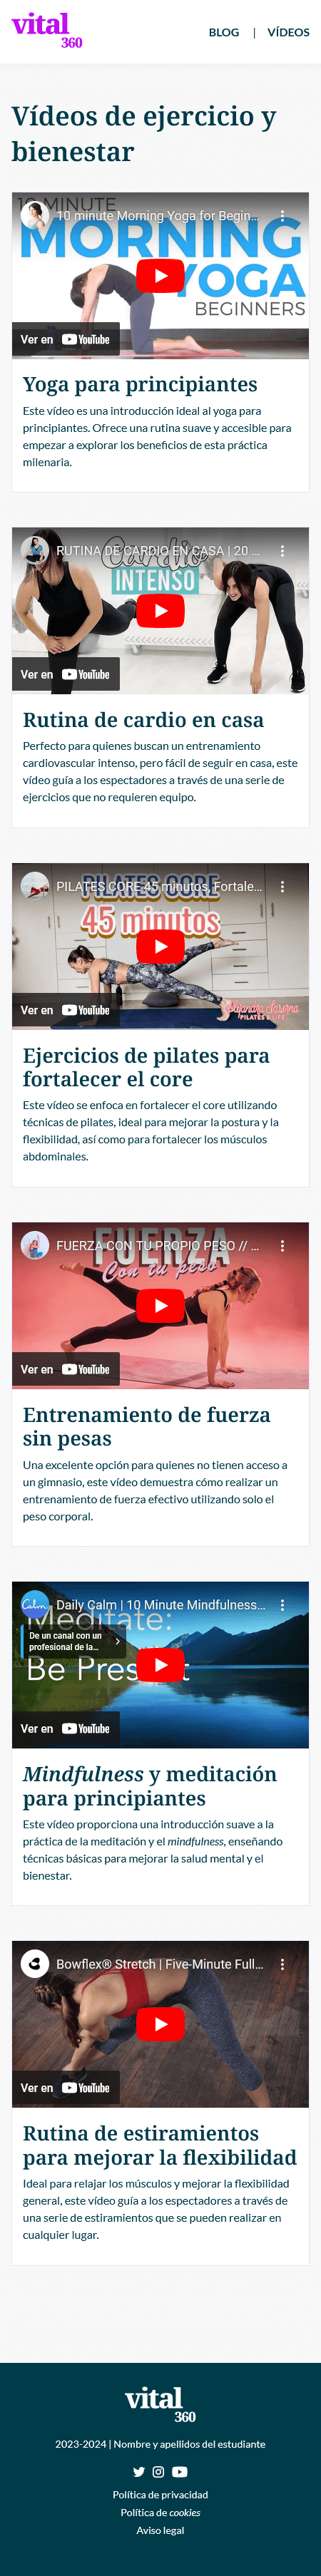 vital
360
BLOG | VÍDEOS
Vídeos de ejercicio y
bienestar
10 MINUTE
10 minute Morning Yoga for Begin...
MORNING
YOGA
BEGINNERS
Ver en YouTube
Yoga para principiantes
Este vídeo es una introducción ideal al yoga para
principiantes. Ofrece una rutina suave y accesible para
empezar a explorar los beneficios de esta práctica
milenaria.
RUTINA DE CARDIO EN CASA | 20 ...
INTENSO
Ver en YouTube
Rutina de cardio en casa
Perfecto para quienes buscan un entrenamiento
cardiovascular intenso, pero fácil de seguir en casa, este
vídeo guía a los espectadores a través de una serie de
ejercicios que no requieren equipo.
PILATES CORE
PILATES CORE 45 minutos. Fortale...
45 minutos
Ver en YouTube
PILATES & LIFE
Ejercicios de pilates para
fortalecer el core
Este vídeo se enfoca en fortalecer el core utilizando
técnicas de pilates, ideal para mejorar la postura y la
flexibilidad, así como para fortalecer los músculos
abdominales.
FUERZA
FUERZA CON TU PROPIO PESO // ...
Con tu peso
Ver en YouTube
Entrenamiento de fuerza
sin pesas
Una excelente opción para quienes no tienen acceso a
un gimnasio, este vídeo demuestra cómo realizar un
entrenamiento de fuerza efectivo utilizando solo el
peso corporal.
Calm
Daily Calm | 10 Minute Mindfulness...
Meditate:
De un canal con un
profesional de la...
Be Present
Ver en YouTube
Mindfulness y meditación
para principiantes
Este vídeo proporciona una introducción suave a la
práctica de la meditación y el mindfulness, enseñando
técnicas básicas para mejorar la salud mental y el
bienestar.
Bowflex® Stretch | Five-Minute Full...
Ver en YouTube
Rutina de estiramientos
para mejorar la flexibilidad
Ideal para relajar los músculos y mejorar la flexibilidad
general, este vídeo guía a los espectadores a través de
una serie de estiramientos que se pueden realizar en
cualquier lugar.
vital
360
2023-2024 | Nombre y apellidos del estudiante
Política de privacidad
Política de cookies
Aviso legal